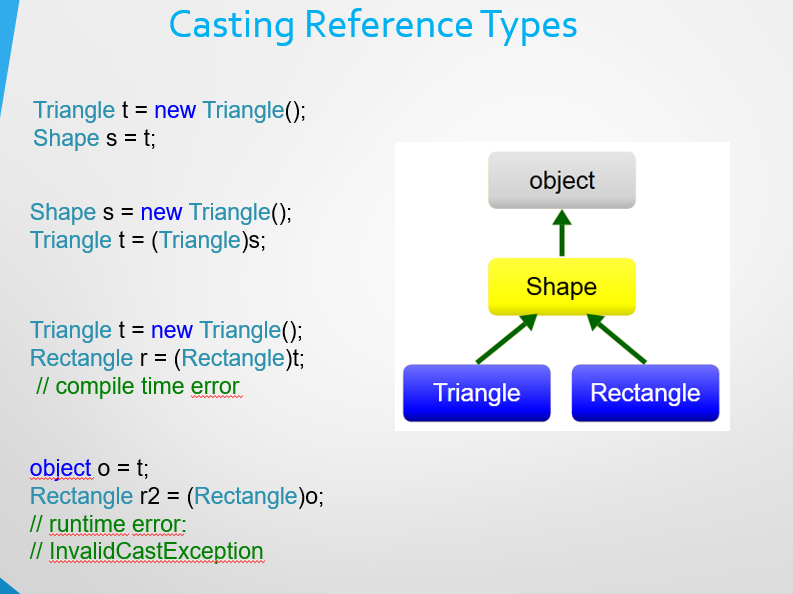 Casting Reference Types
Triangle t = new Triangle();
Shape s = t;
Shape s = new Triangle();
Triangle t = (Triangle)s;
Triangle t = new Triangle();
Rectangle r = (Rectangle)t;
// compile time error
object o = t;
Rectangle r2 = (Rectangle)o;
// runtime error:
// InvalidCastException
object
Shape
Triangle
Rectangle